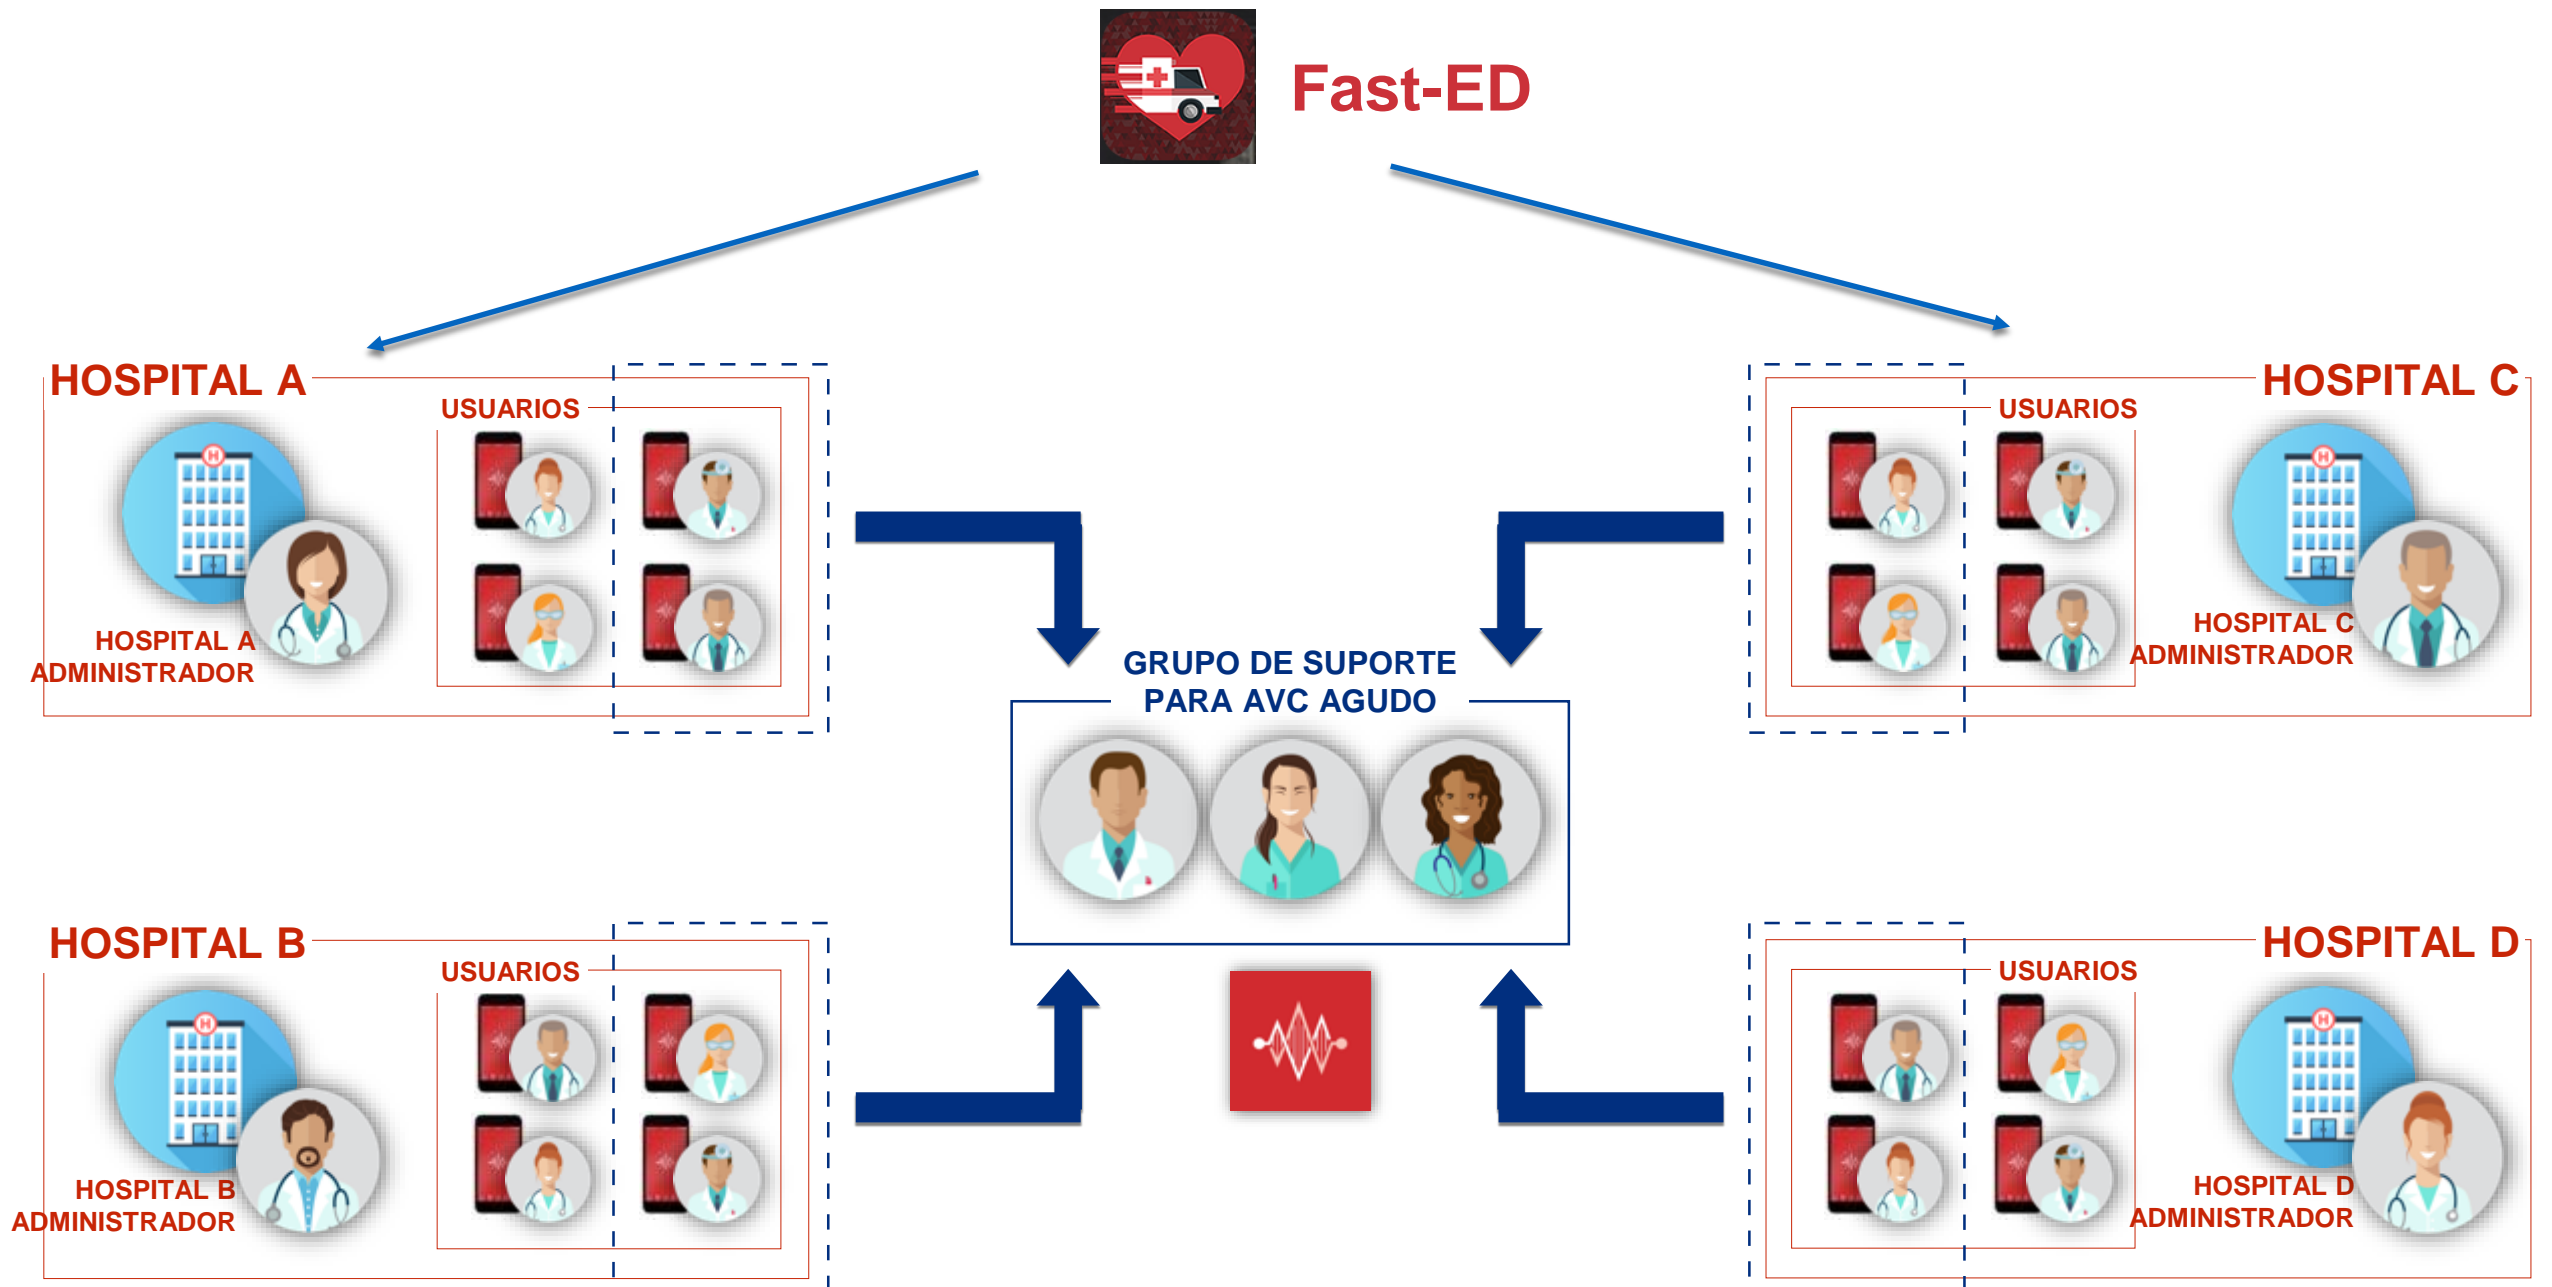 Fast-ED
HOSPITAL A
USUARIOS
HOSPITAL A
ADMINISTRADOR
HOSPITAL C
USUARIOS
HOSPITAL C
ADMINISTRADOR
GRUPO DE SUPORTE
PARA AVC AGUDO
HOSPITAL B
USUARIOS
HOSPITAL B
ADMINISTRADOR
HOSPITAL D
USUARIOS
HOSPITAL D
ADMINISTRADOR